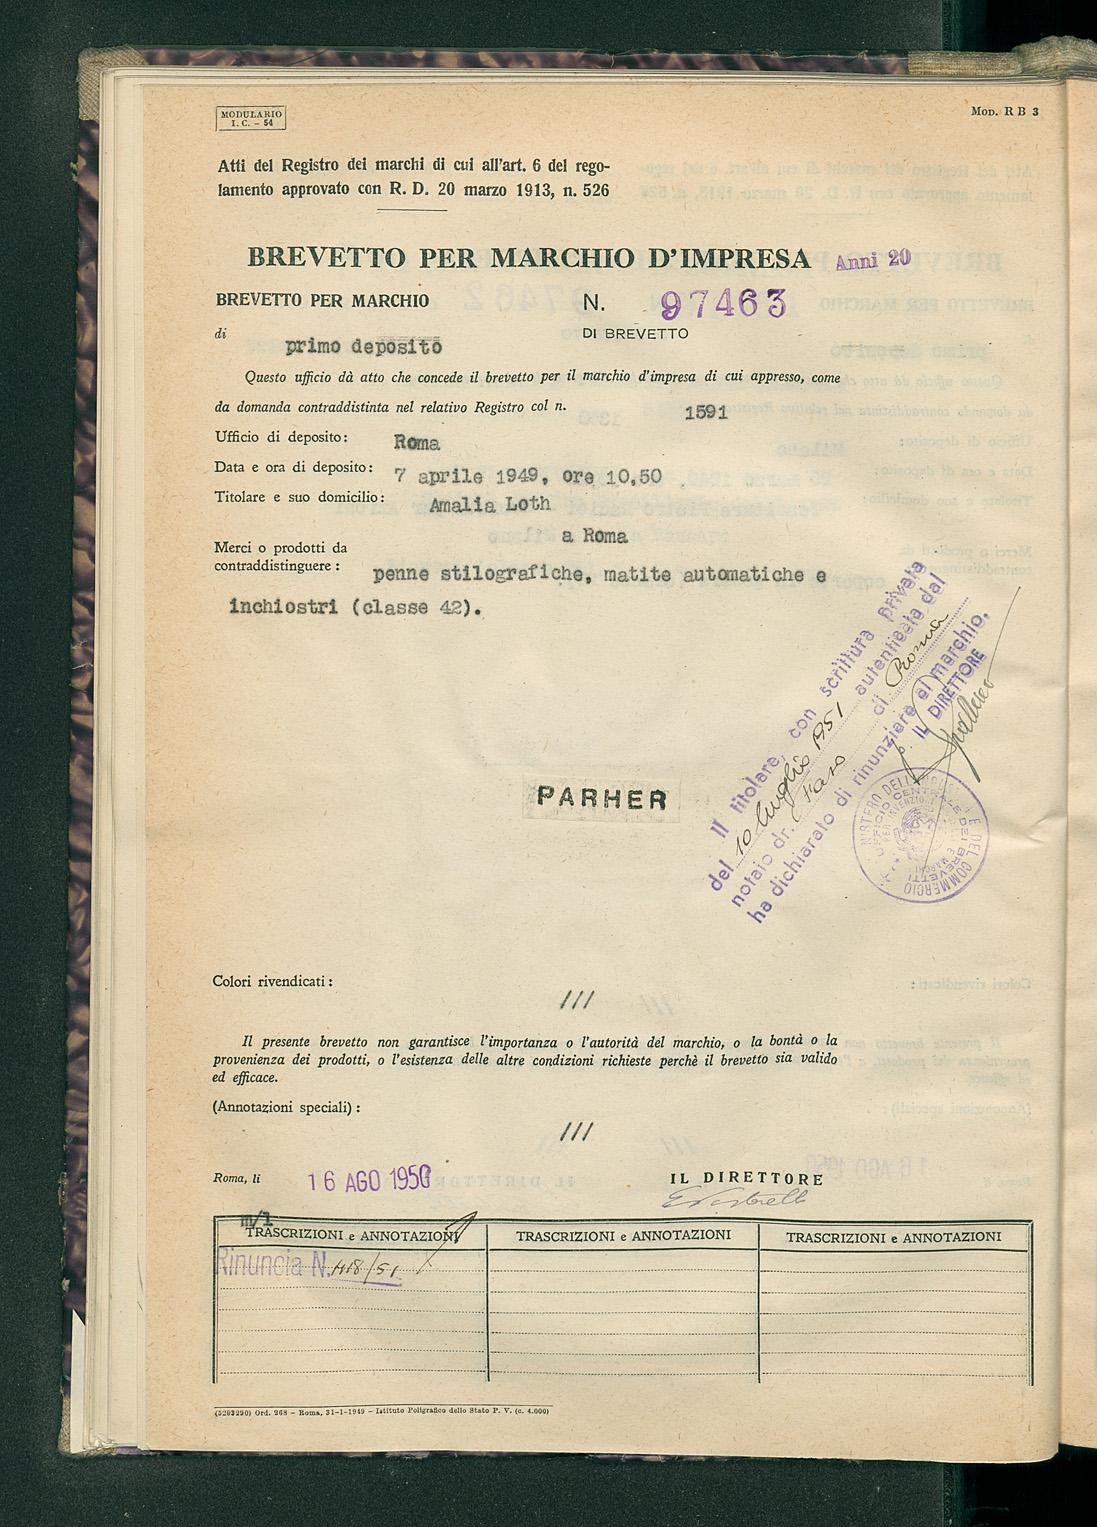 MODULARIO
I. C. – 54
Mod. R B 3
Atti del Registro dei marchi di cui all'art. 6 del rego-
lamento approvato con R. D. 20 marzo 1913, n. 526
BREVETTO PER MARCHIO D'IMPRESA Anni 20
BREVETTO PER MARCHIO N. 97463
di primo deposito DI BREVETTO
Questo ufficio dà atto che concede il brevetto per il marchio d'impresa di cui appresso, come
da domanda contraddistinta nel relativo Registro col n. 1591
Ufficio di deposito: Roma
Data e ora di deposito: 7 aprile 1949, ore 10,50
Titolare e suo domicilio: Amalia Loth
a Roma
Merci o prodotti da
contraddistinguere: penne stilografiche, matite automatiche e
inchiostri (classe 42).
Il titolare, con scrittura privata
del 10 luglio 1951 autenticata dal
notaio dr. di Roma
ha dichiarato di rinunziare al marchio.
IL DIRETTORE
UFFICIO CENTRALE DEI BREVETTI
E DEL COMMERCIO
PARHER
Colori rivendicati: ///
Il presente brevetto non garantisce l'importanza o l'autorità del marchio, o la bontà o la
provenienza dei prodotti, o l'esistenza delle altre condizioni richieste perchè il brevetto sia valido
ed efficace.
(Annotazioni speciali):
///
Roma, li 16 AGO 1950 IL DIRETTORE
m/l
TRASCRIZIONI e ANNOTAZIONI TRASCRIZIONI e ANNOTAZIONI TRASCRIZIONI e ANNOTAZIONI
Rinuncia N. 418/51
(5203290) Ord. 268 – Roma, 31-1-1949 – Istituto Poligrafico dello Stato P. V. (c. 4.000)